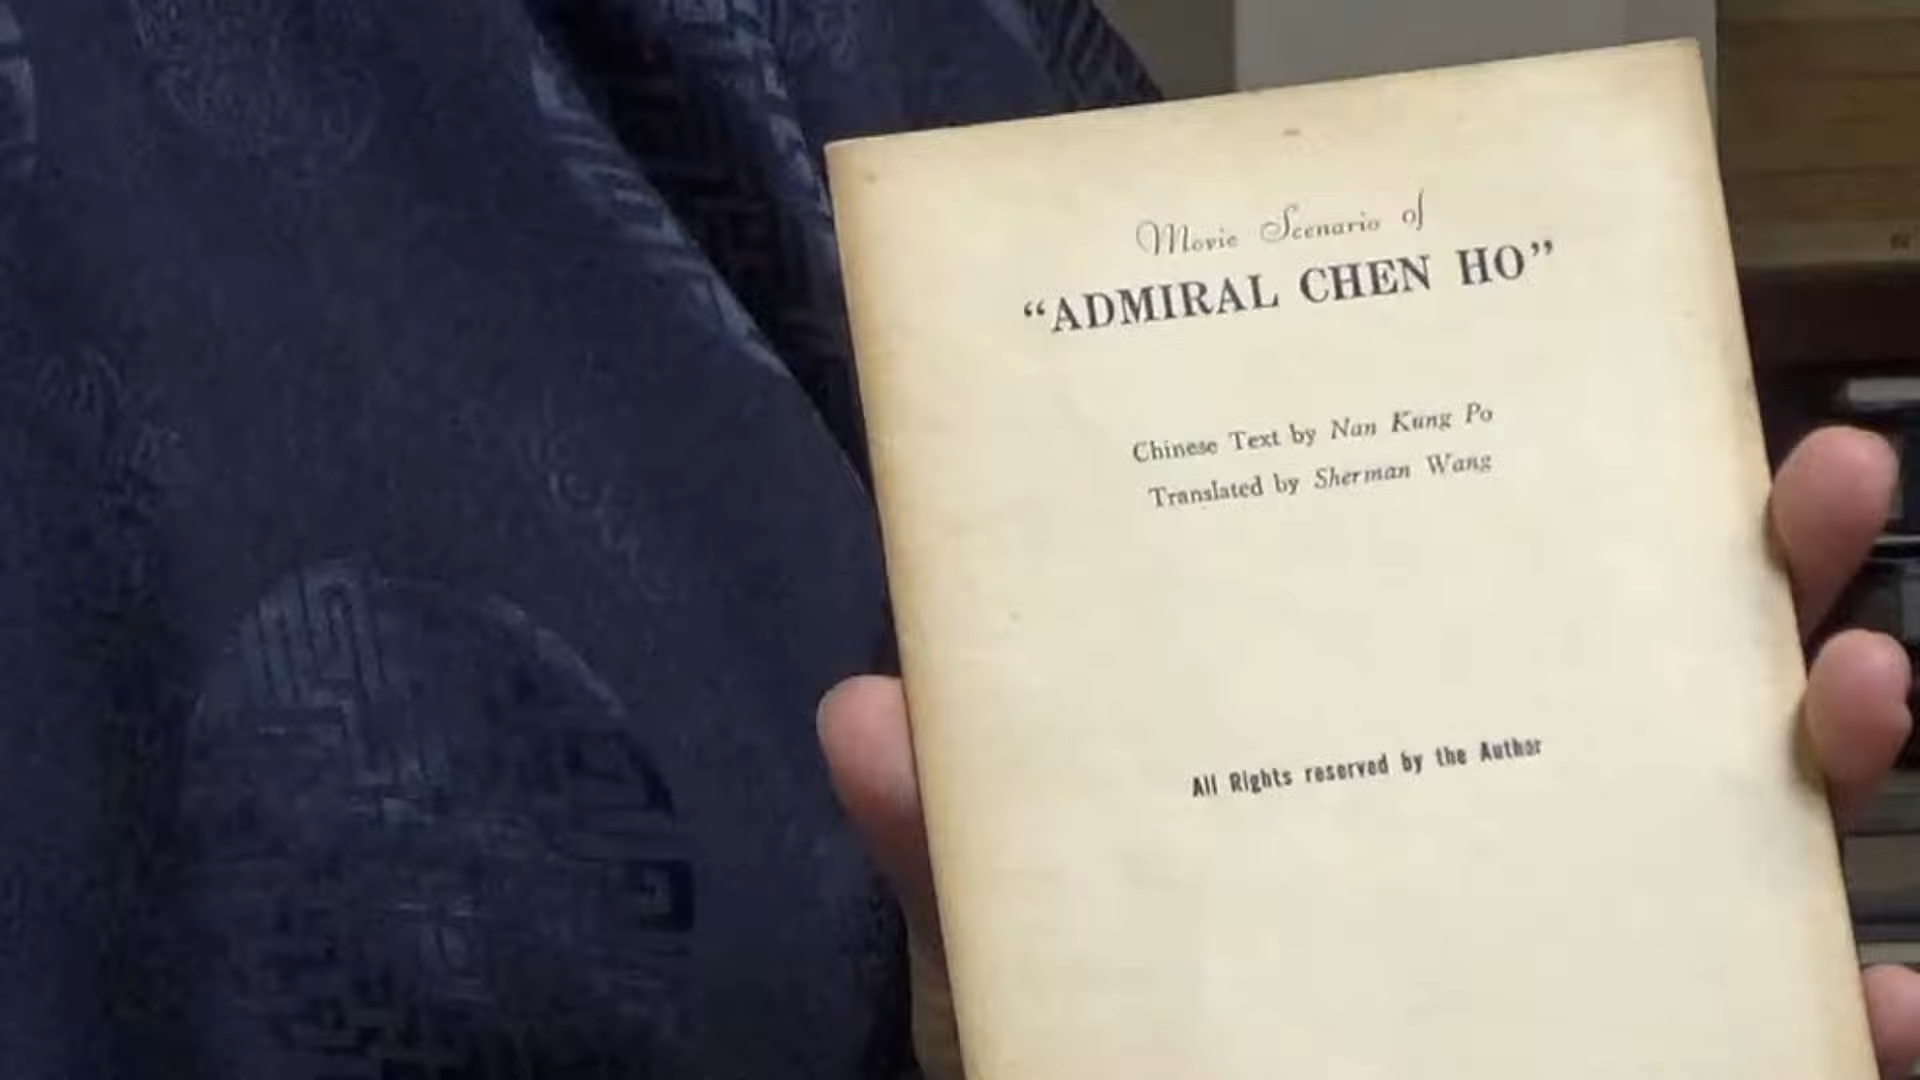 Movie Scenario of
“ADMIRAL CHEN HO”
Chinese Text by Nan Kung Po
Translated by Sherman Wang
All Rights reserved by the Author